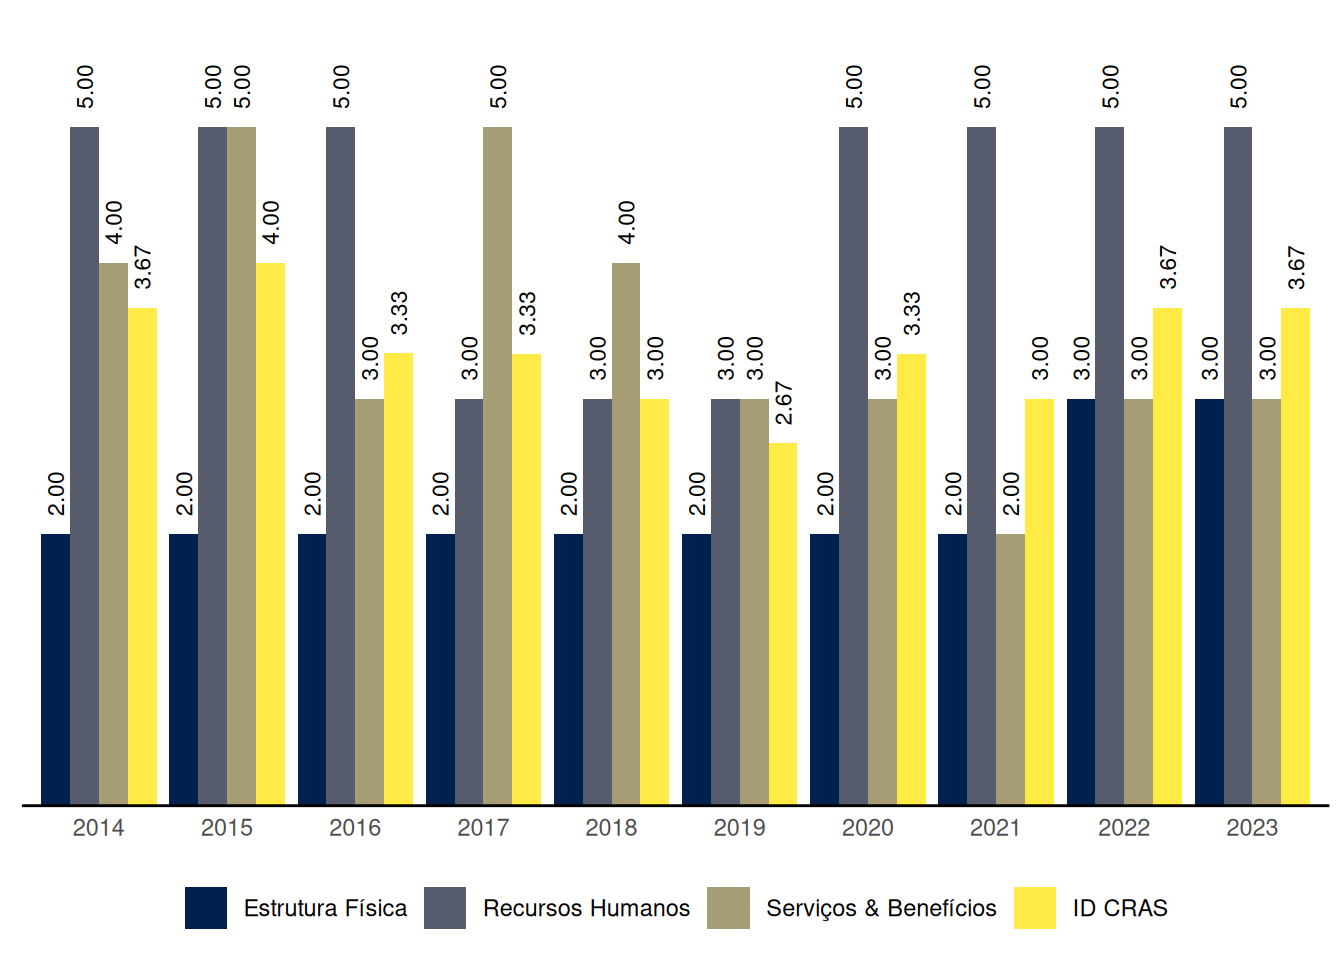 5.00 5.00 5.00 5.00 5.00 5.00 5.00 5.00 5.00
4.00 4.00 4.00
3.67 3.67 3.67
3.00 3.33 3.00 3.33 3.00 3.00 3.00 3.00 3.00 3.33 3.00 3.00 3.00 3.00 3.00
2.67
2.00 2.00 2.00 2.00 2.00 2.00 2.00 2.00 2.00
2014 2015 2016 2017 2018 2019 2020 2021 2022 2023
Estrutura Física Recursos Humanos Serviços & Benefícios ID CRAS